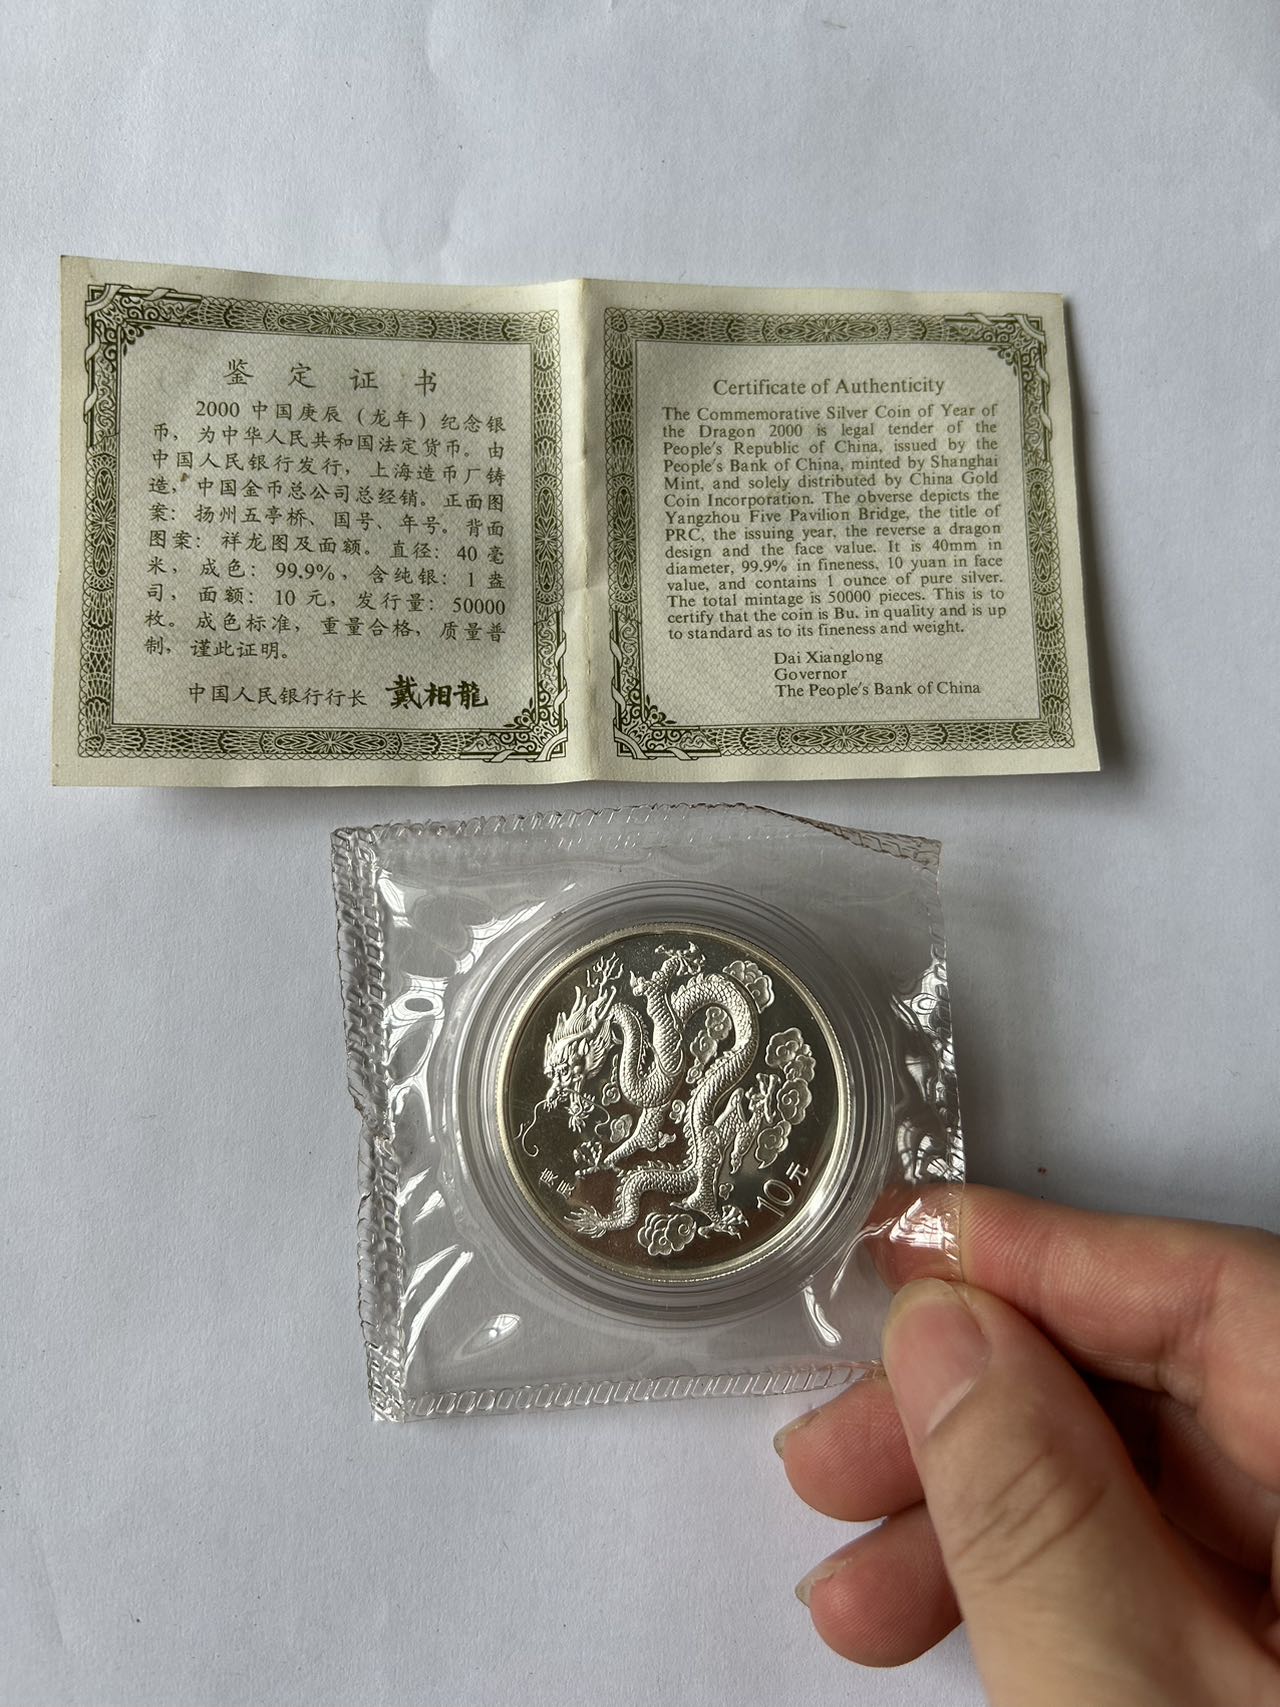 鉴定证书
2000 中国庚辰（龙年）纪念银
币，为中华人民共和国法定货币。由
中国人民银行发行，上海造币厂铸
造，中国金币总公司总经销。正面图
案：扬州五亭桥、国号、年号。背面
图案：祥龙图及面额。直径：40 毫
米，成色：99.9%，含纯银：1 盎
司，面额：10 元，发行量：50000
枚。成色标准，重量合格，质量普
制，谨此证明。
中国人民银行行长 戴相龍
Certificate of Authenticity
The Commemorative Silver Coin of Year of
the Dragon 2000 is legal tender of the
People's Republic of China, issued by the
People's Bank of China, minted by Shanghai
Mint, and solely distributed by China Gold
Coin Incorporation. The obverse depicts the
Yangzhou Five Pavilion Bridge, the title of
PRC, the issuing year, the reverse a dragon
design and the face value. It is 40mm in
diameter, 99.9% in fineness, 10 yuan in face
value, and contains 1 ounce of pure silver.
The total mintage is 50000 pieces. This is to
certify that the coin is Bu. in quality and is up
to standard as to its fineness and weight.
Dai Xianglong
Governor
The People's Bank of China
10元